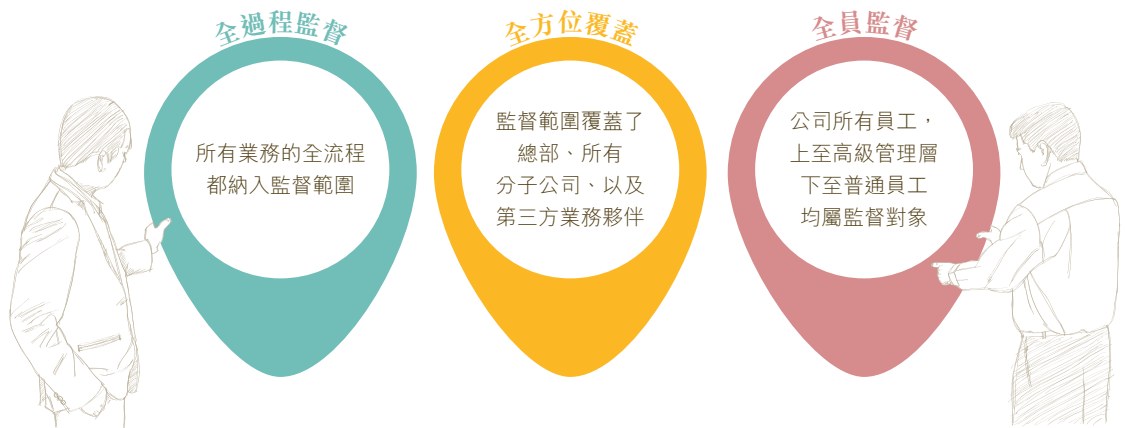 全過程監督
所有業務的全流程
都納入監督範圍
全方位覆蓋
監督範圍覆蓋了
總部、所有
分子公司、以及
第三方業務夥伴
全員監督
公司所有員工，
上至高級管理層
下至普通員工
均屬監督對象